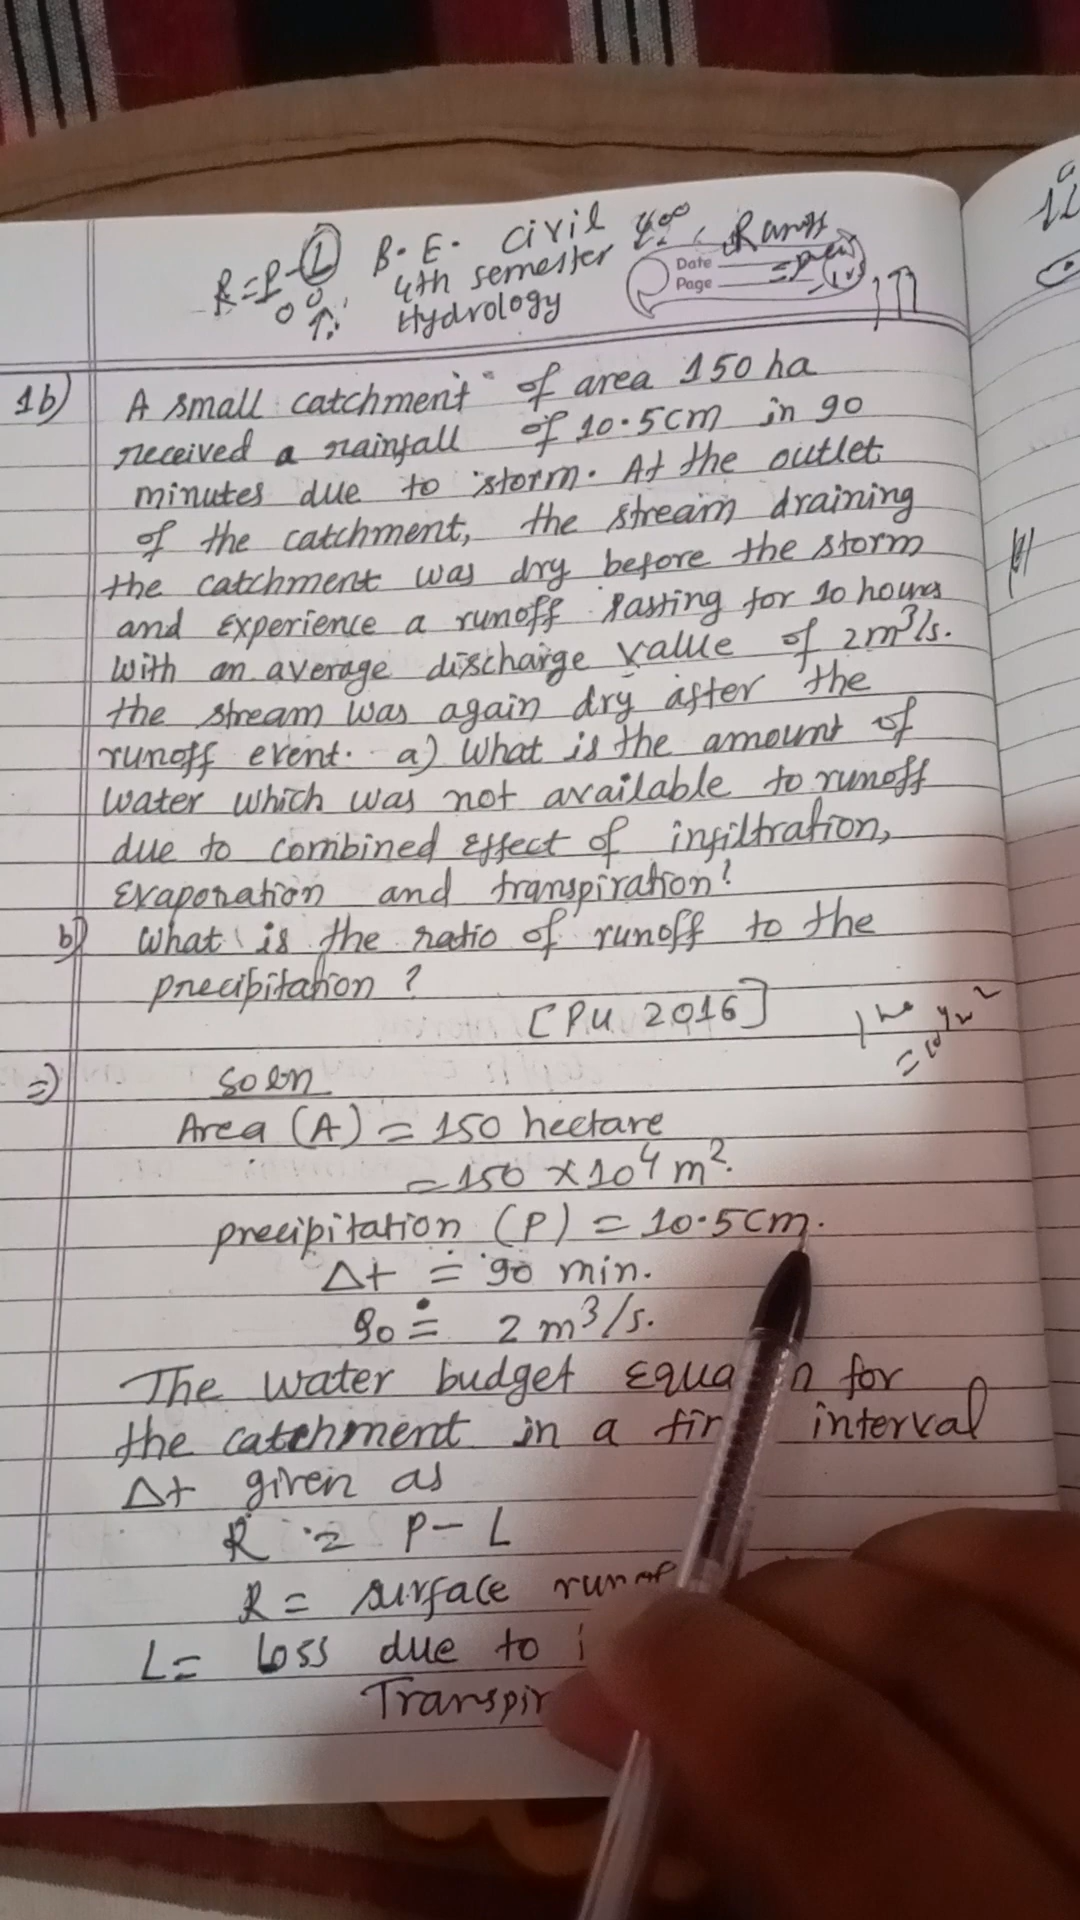 R=P-L
B.E. civil
4th semester
Hydrology
Date
Page
1b) A small catchment of area 150 ha
received a rainfall of 10.5cm in 90
minutes due to storm. At the outlet
of the catchment, the stream draining
the catchment was dry before the storm
and Experience a runoff lasting for 10 hours
with an average discharge value of 2m³/s.
the stream was again dry after the
runoff event. a) What is the amount of
water which was not available to runoff
due to combined Effect of infiltration,
Evaporation and transpiration?
b) What is the ratio of runoff to the
precipitation?
[PU 2016]
1 ha
=10⁴m²
=) Soln
Area (A) = 150 hectare
= 150 x 10⁴ m².
precipitation (P) = 10.5cm.
Δt = 90 min.
2 m³/s.
The water budget Equa n for
the catchment in a interval
Δt given as
R = P - L
R = surface
L = Loss due to i
Transpir